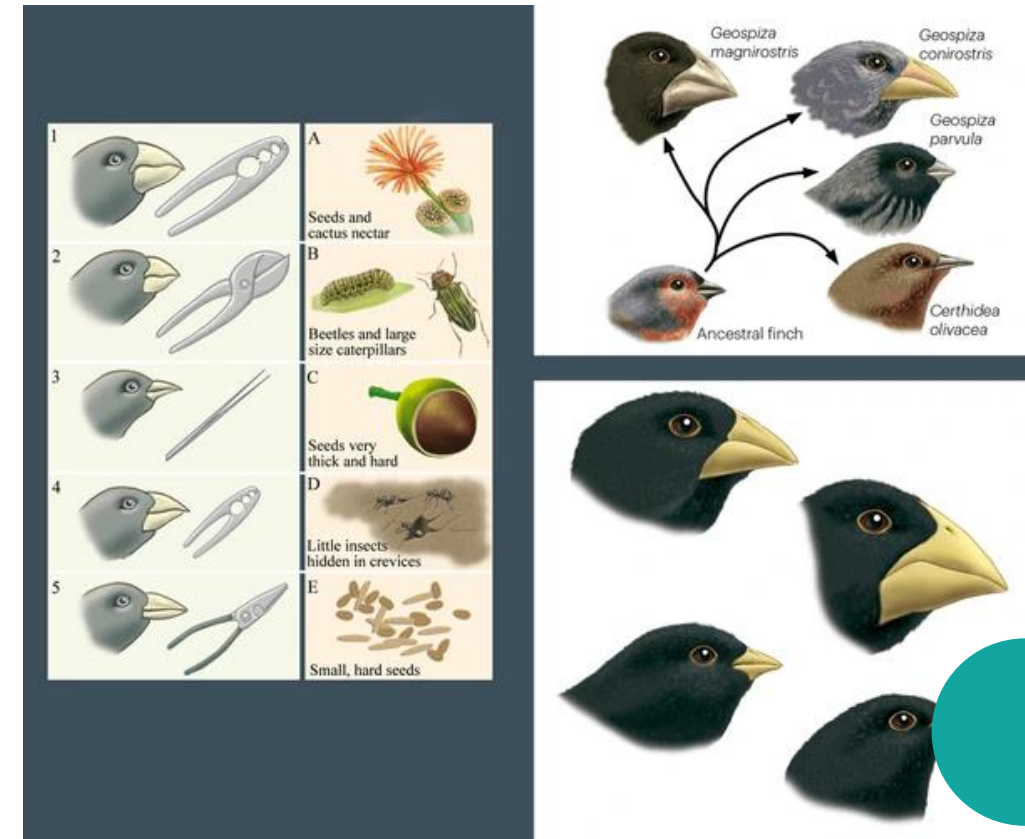 1
A
Seeds and
cactus nectar
2
B
Beetles and large
size caterpillars
3
C
Seeds very
thick and hard
4
D
Little insects
hidden in crevices
5
E
Small, hard seeds
Geospiza
magnirostris
Geospiza
conirostris
Geospiza
parvula
Certhidea
olivacea
Ancestral finch